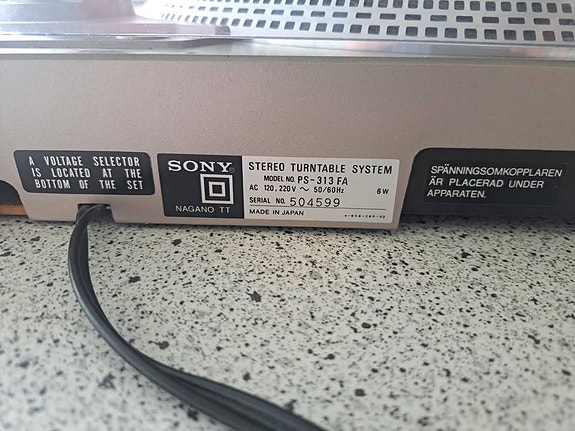 A VOLTAGE SELECTOR
IS LOCATED AT THE
BOTTOM OF THE SET
SONY
NAGANO TT
STEREO TURNTABLE SYSTEM
MODEL NO. PS-313 FA
AC 120, 220V ~ 50/60Hz 6W
SERIAL NO. 504599
MADE IN JAPAN
SPÄNNINGSOMKOPPLAREN
ÄR PLACERAD UNDER
APPARATEN.